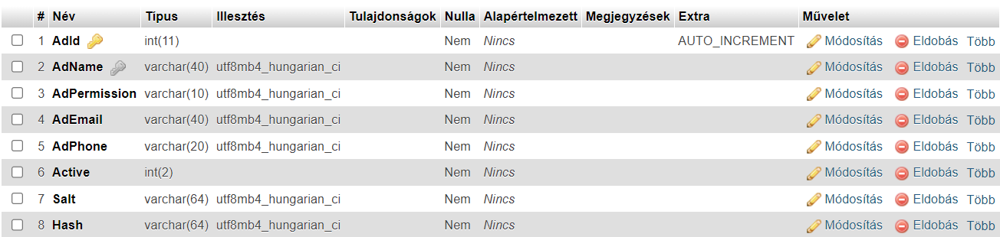 # Név Típus Illesztés Tulajdonságok Nulla Alapértelmezett Megjegyzések Extra Művelet
1 AdId int(11) Nem Nincs AUTO_INCREMENT Módosítás Eldobás Több
2 AdName varchar(40) utf8mb4_hungarian_ci Nem Nincs Módosítás Eldobás Több
3 AdPermission varchar(10) utf8mb4_hungarian_ci Nem Nincs Módosítás Eldobás Több
4 AdEmail varchar(40) utf8mb4_hungarian_ci Nem Nincs Módosítás Eldobás Több
5 AdPhone varchar(20) utf8mb4_hungarian_ci Nem Nincs Módosítás Eldobás Több
6 Active int(2) Nem Nincs Módosítás Eldobás Több
7 Salt varchar(64) utf8mb4_hungarian_ci Nem Nincs Módosítás Eldobás Több
8 Hash varchar(64) utf8mb4_hungarian_ci Nem Nincs Módosítás Eldobás Több